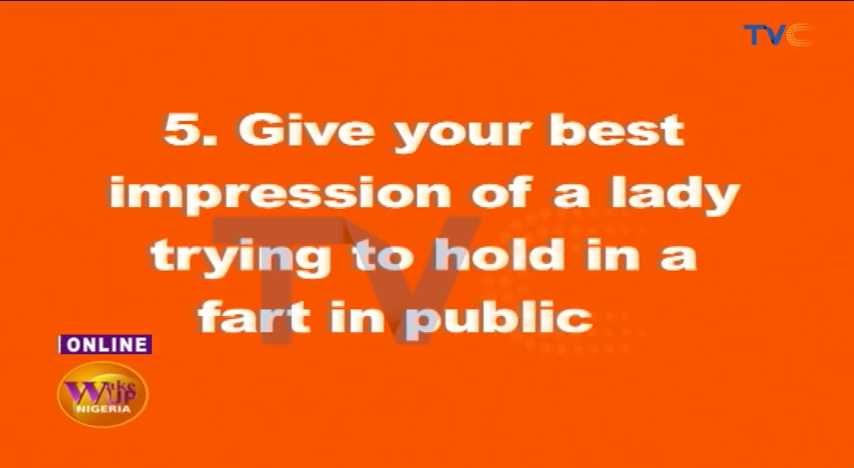 TVC
5. Give your best
impression of a lady
trying to hold in a
fart in public
TVC
ONLINE
Wake
UP
NIGERIA